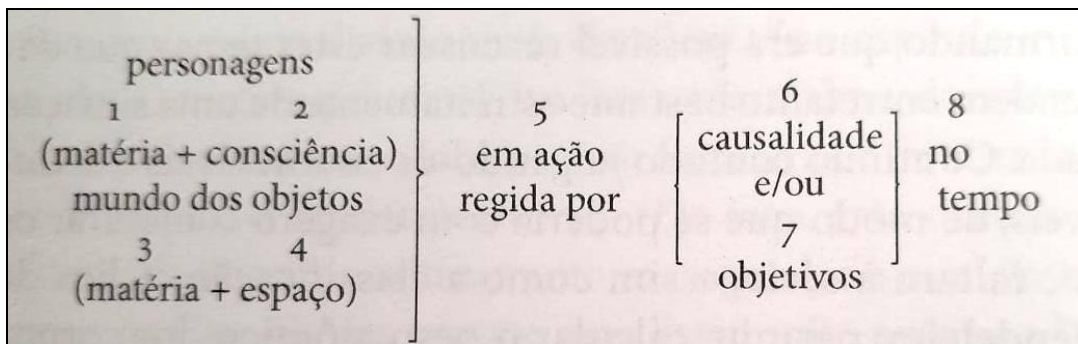 personagens
1 2
(matéria + consciência)
mundo dos objetos
3 4
(matéria + espaço)
5
em ação
regida por
6
causalidade
e/ou
7
objetivos
8
no
tempo